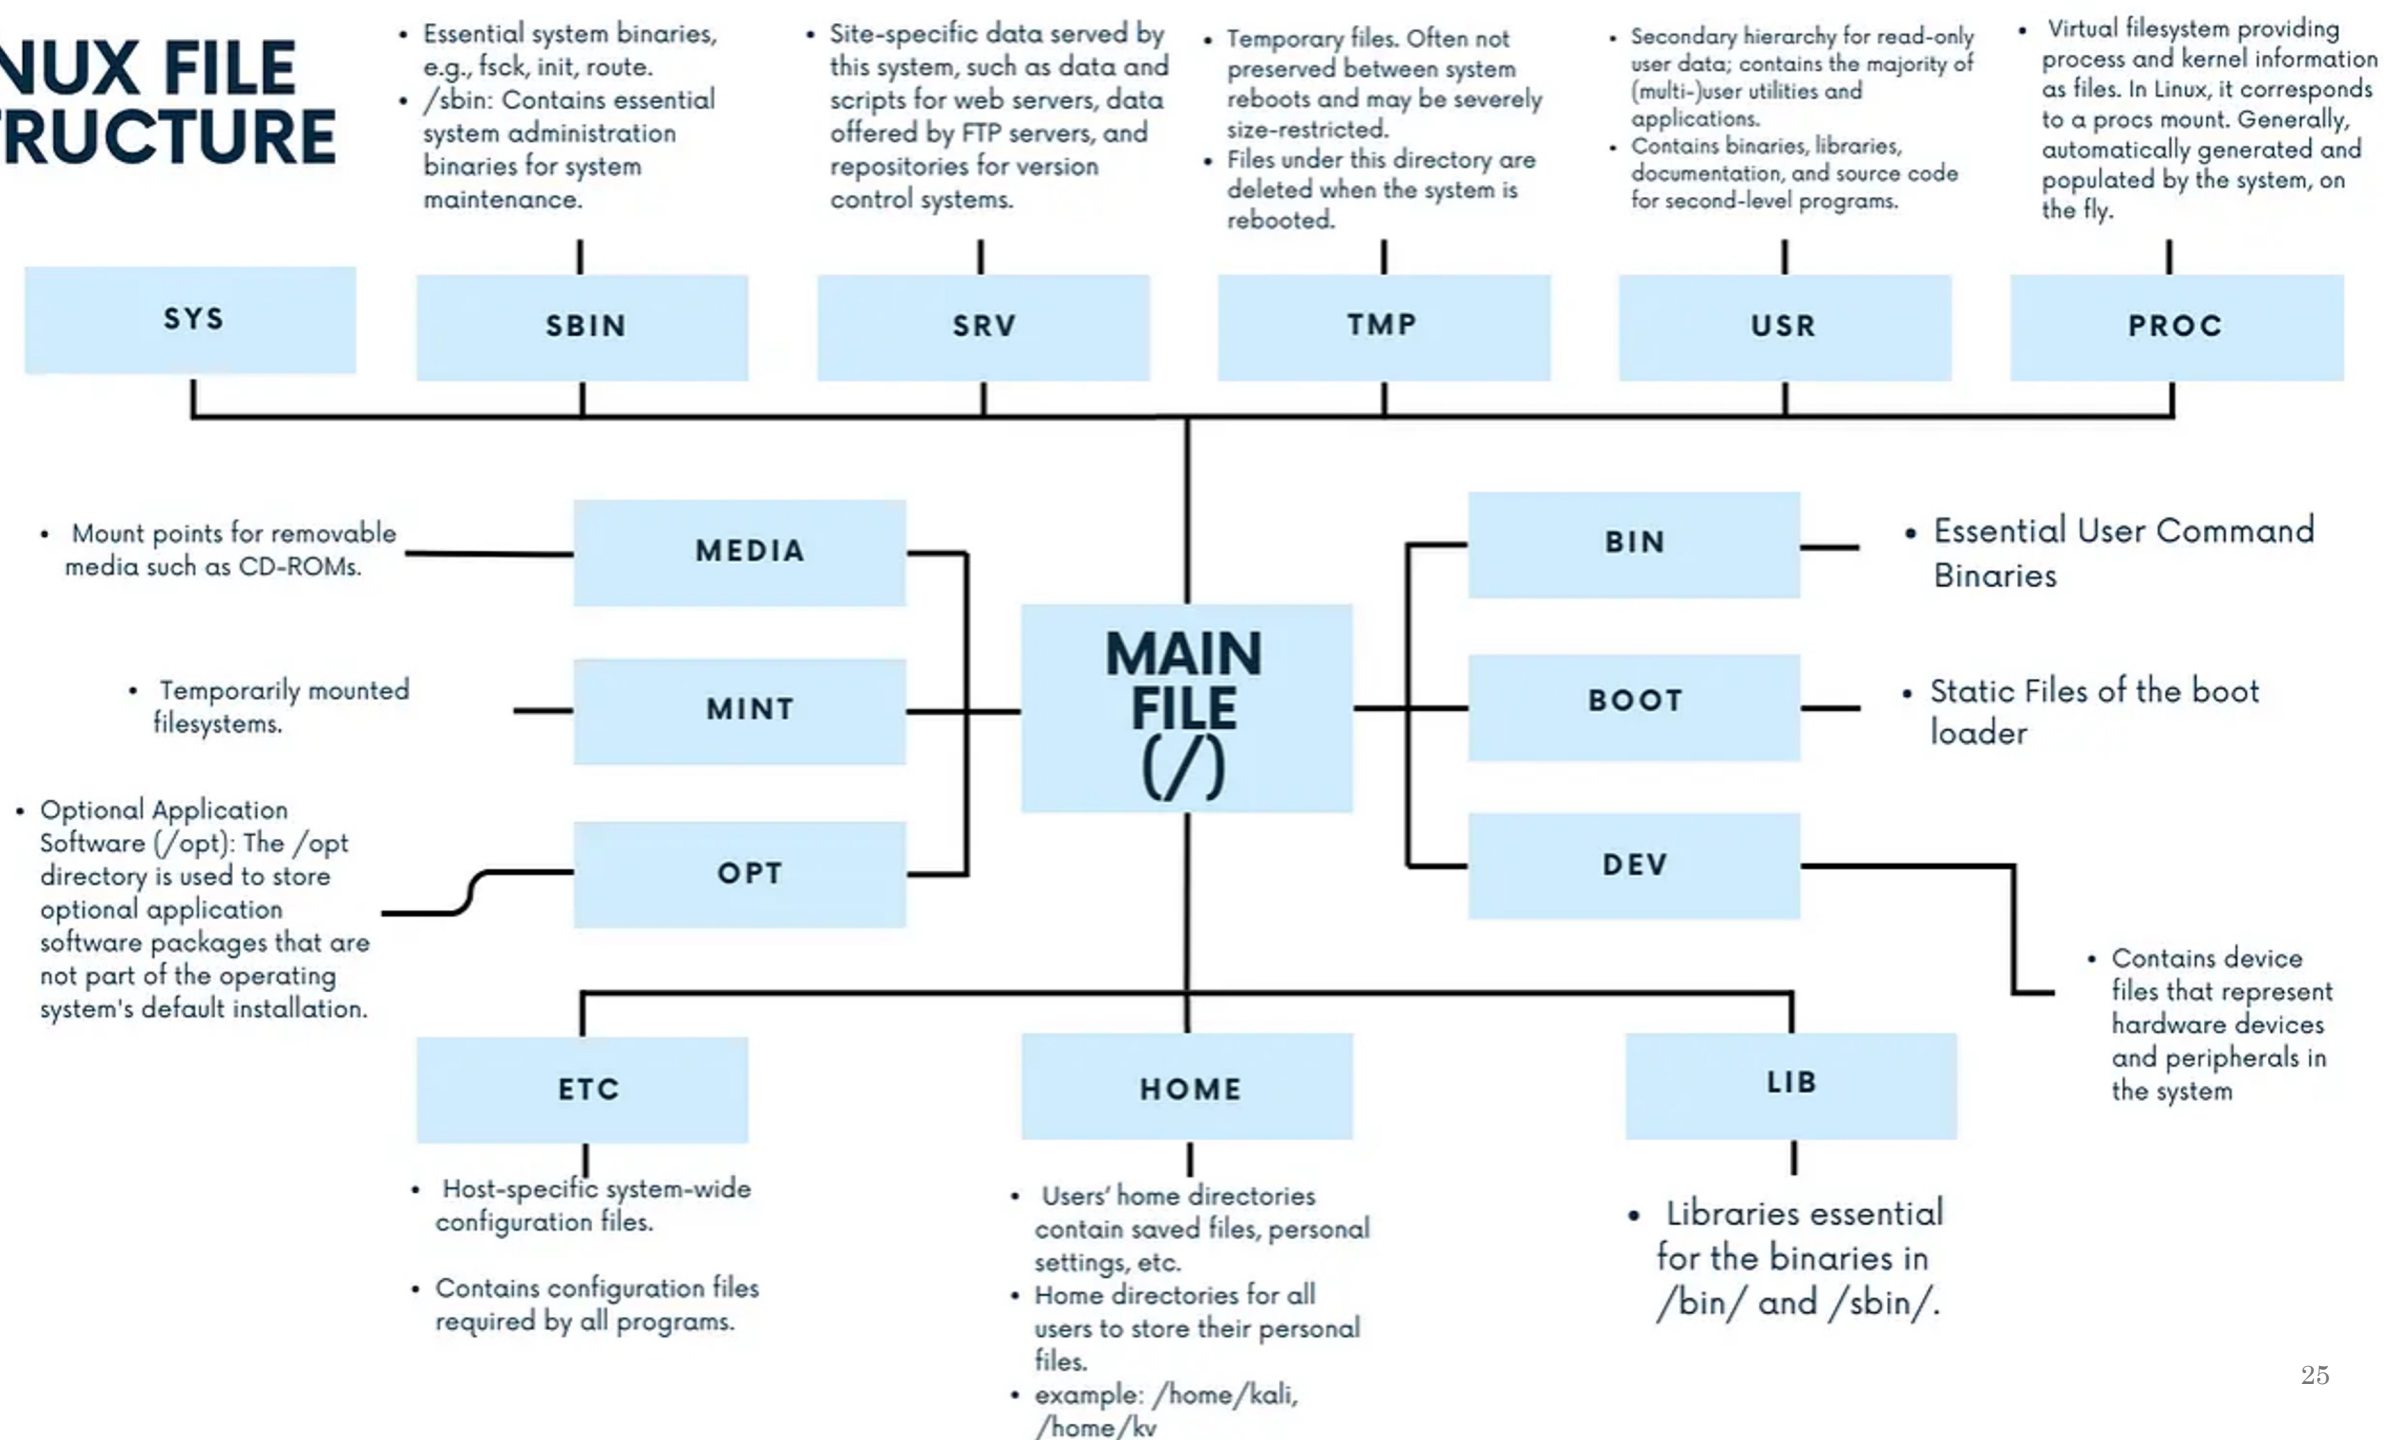 NUX FILE
TRUCTURE
• Essential system binaries,
e.g., fsck, init, route.
• /sbin: Contains essential
system administration
binaries for system
maintenance.
• Site-specific data served by
this system, such as data and
scripts for web servers, data
offered by FTP servers, and
repositories for version
control systems.
• Temporary files. Often not
preserved between system
reboots and may be severely
size-restricted.
• Files under this directory are
deleted when the system is
rebooted.
• Secondary hierarchy for read-only
user data; contains the majority of
(multi-)user utilities and
applications.
• Contains binaries, libraries,
documentation, and source code
for second-level programs.
• Virtual filesystem providing
process and kernel information
as files. In Linux, it corresponds
to a procs mount. Generally,
automatically generated and
populated by the system, on
the fly.
SYS
SBIN
SRV
TMP
USR
PROC
• Mount points for removable
media such as CD-ROMs.
MEDIA
BIN
• Essential User Command
Binaries
• Temporarily mounted
filesystems.
MINT
MAIN
FILE
(/)
BOOT
• Static Files of the boot
loader
• Optional Application
Software (/opt): The /opt
directory is used to store
optional application
software packages that are
not part of the operating
system's default installation.
OPT
DEV
• Contains device
files that represent
hardware devices
and peripherals in
the system
ETC
HOME
LIB
• Host-specific system-wide
configuration files.
• Contains configuration files
required by all programs.
• Users' home directories
contain saved files, personal
settings, etc.
• Home directories for all
users to store their personal
files.
• example: /home/kali,
/home/kv
• Libraries essential
for the binaries in
/bin/ and /sbin/.
25